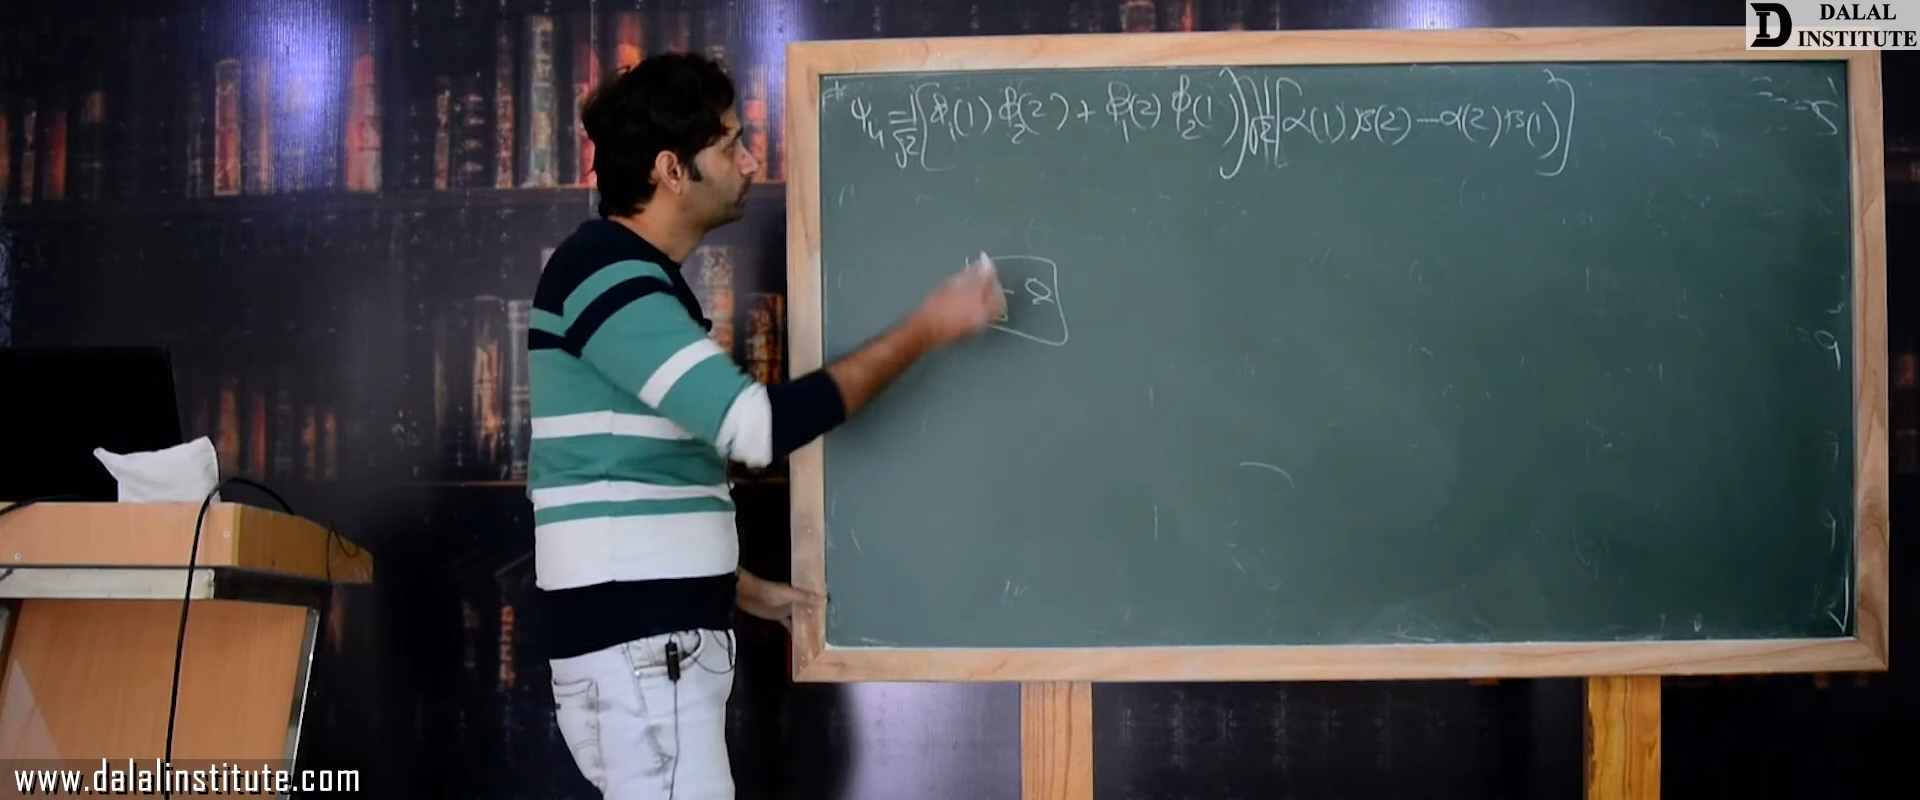 DALAL
INSTITUTE
ψ₄ = 1/√2 [φ₁(1) φ₂(2) + φ₁(2) φ₂(1)] 1/√2 [α(1) β(2) − α(2) β(1)]
www.dalalinstitute.com